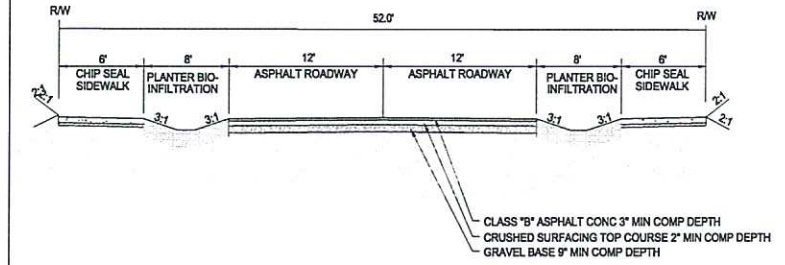 R/W
52.0'
R/W
6'
8'
12'
12'
8'
6'
CHIP SEAL
SIDEWALK
PLANTER BIO-
INFILTRATION
ASPHALT ROADWAY
ASPHALT ROADWAY
PLANTER BIO-
INFILTRATION
CHIP SEAL
SIDEWALK
2:1
3:1
3:1
3:1
3:1
2:1
2:1
CLASS "B" ASPHALT CONC 3" MIN COMP DEPTH
CRUSHED SURFACING TOP COURSE 2" MIN COMP DEPTH
GRAVEL BASE 9" MIN COMP DEPTH